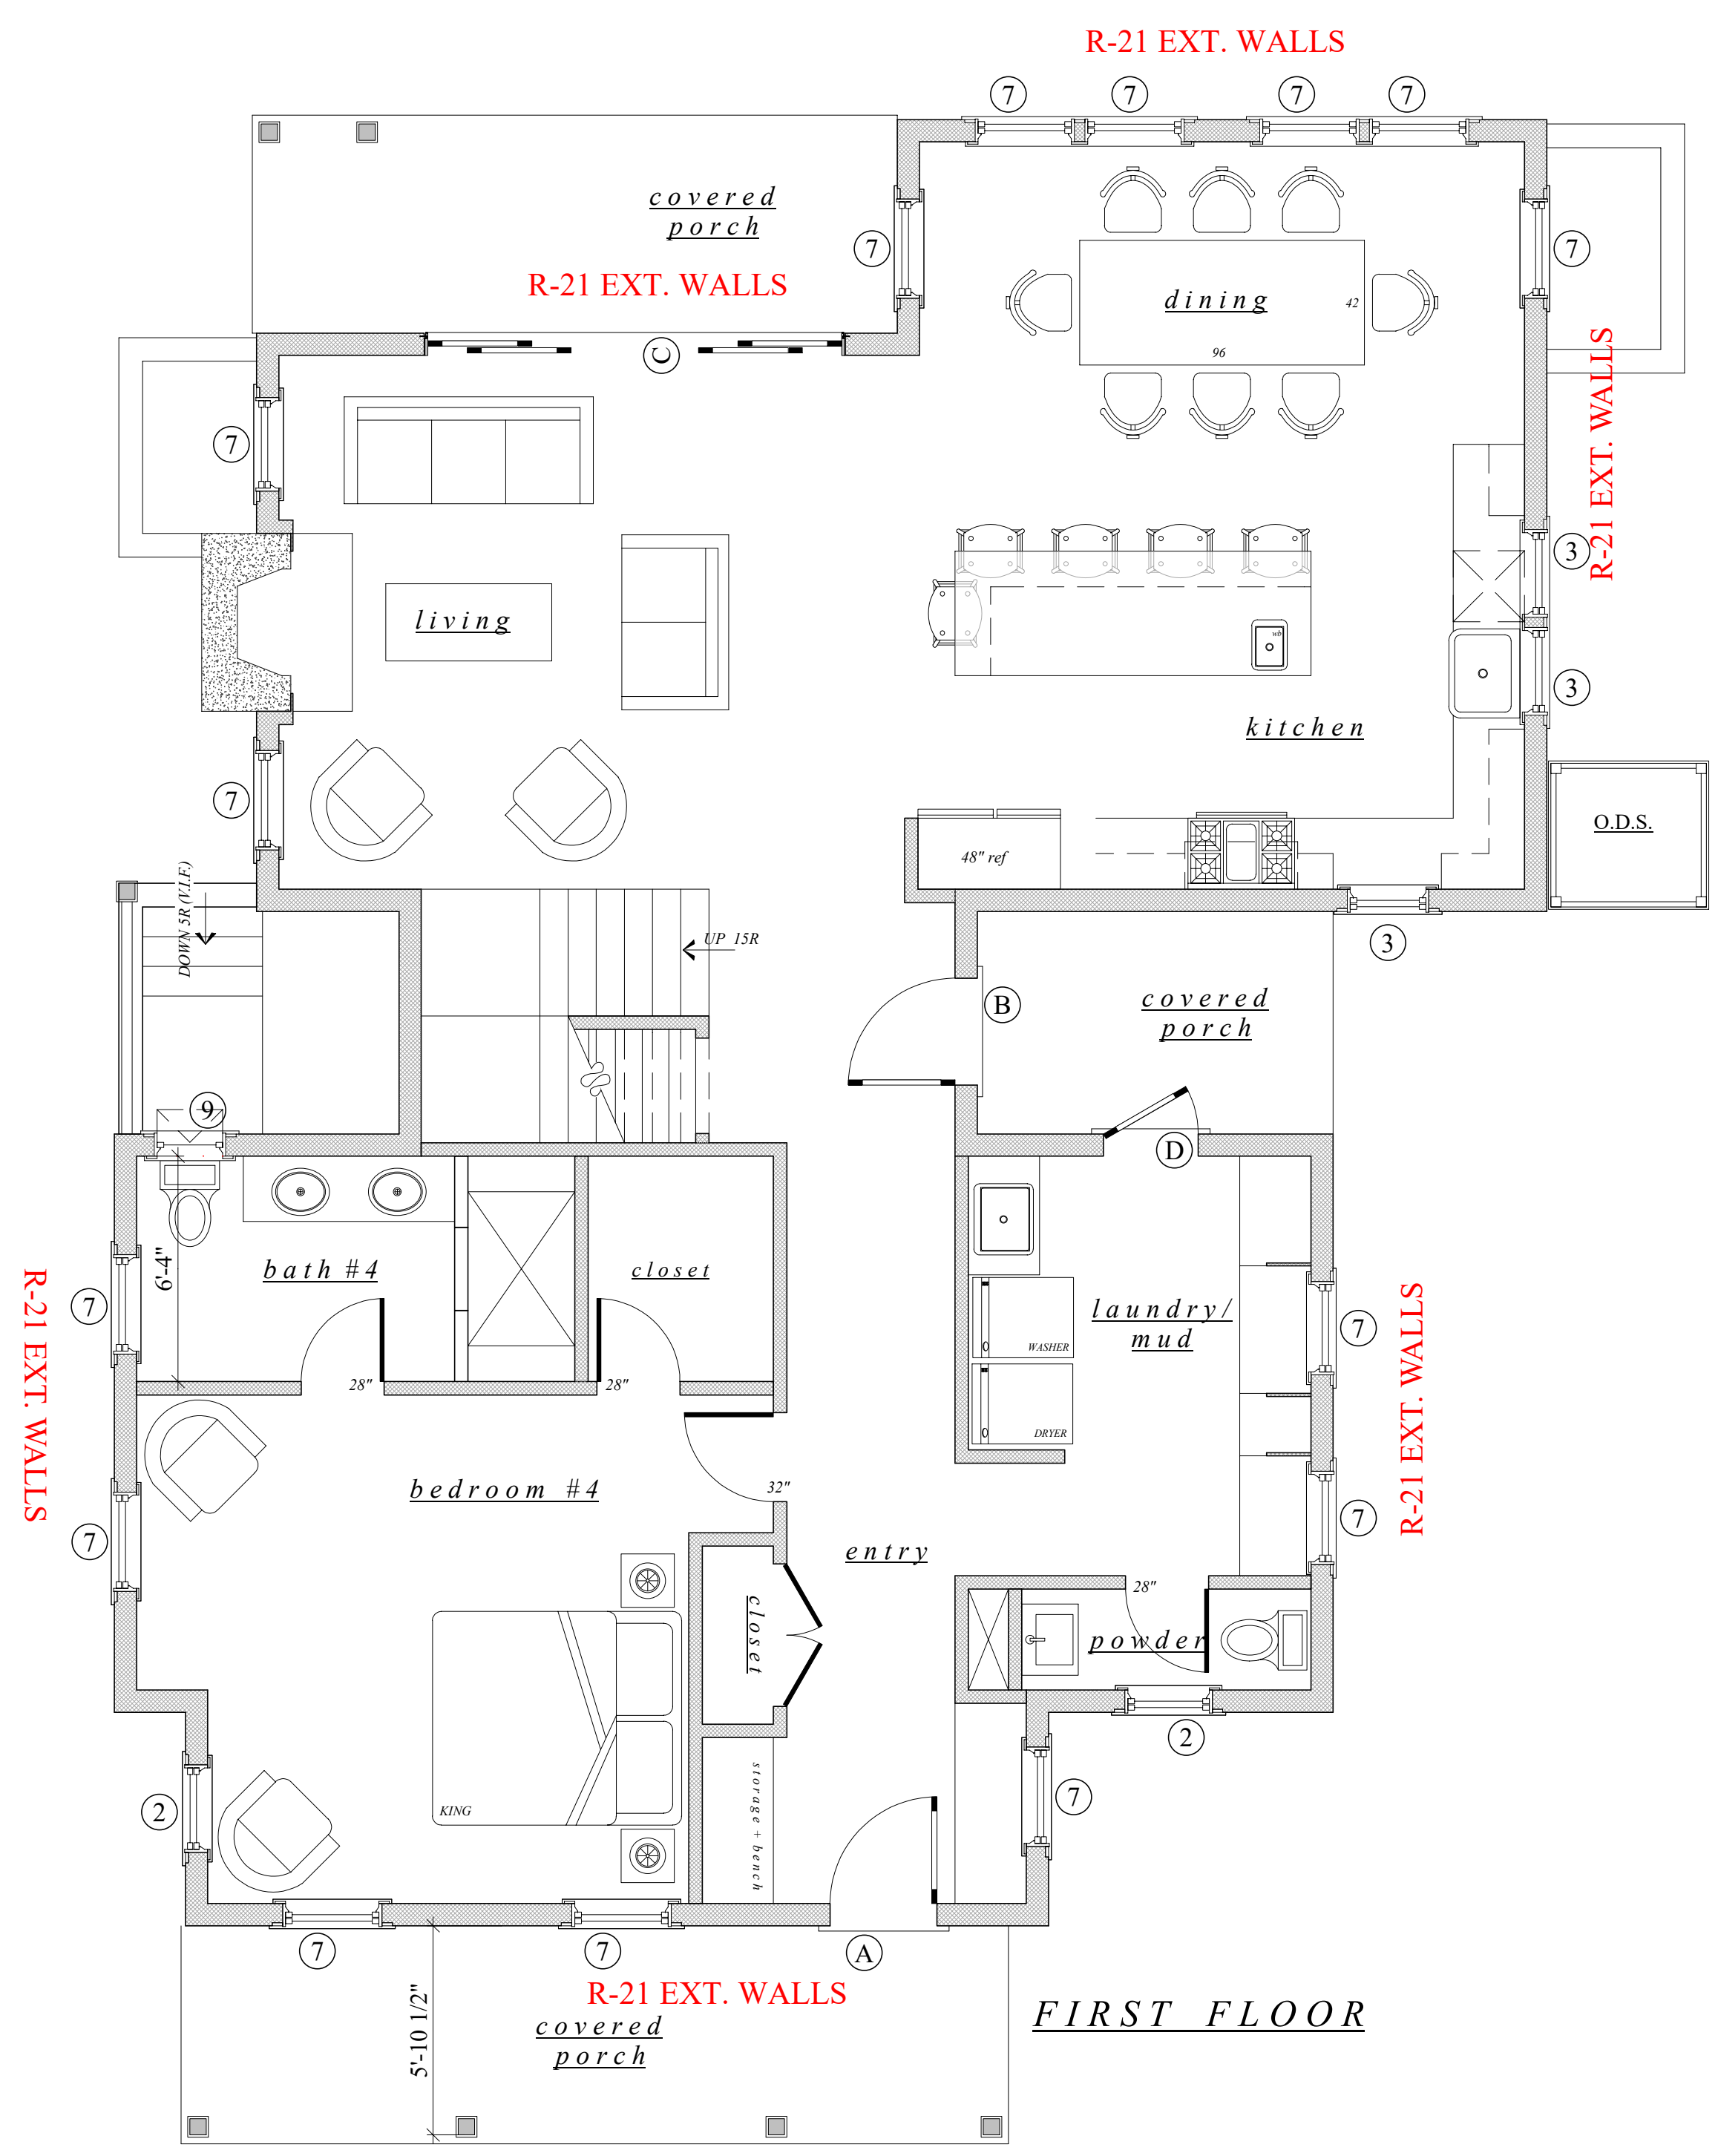 R-21 EXT. WALLS
7
7
7
7
covered
porch
7
7
R-21 EXT. WALLS
dining
42
96
C
R-21 EXT. WALLS
7
3
living
3
kitchen
7
48" ref
O.D.S.
DOWN 5R (V.I.F.)
UP 15R
3
B
covered
porch
9
D
6'-4"
bath #4
closet
7
R-21 EXT. WALLS
laundry/
mud
WASHER
7
R-21 EXT. WALLS
28"
28"
DRYER
bedroom #4
32"
7
7
entry
28"
closet
powder
2
7
2
KING
storage + bench
7
7
A
R-21 EXT. WALLS
5'-10 1/2"
covered
porch
FIRST FLOOR